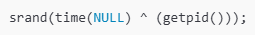 srand(time(NULL) ^ (getpid()));